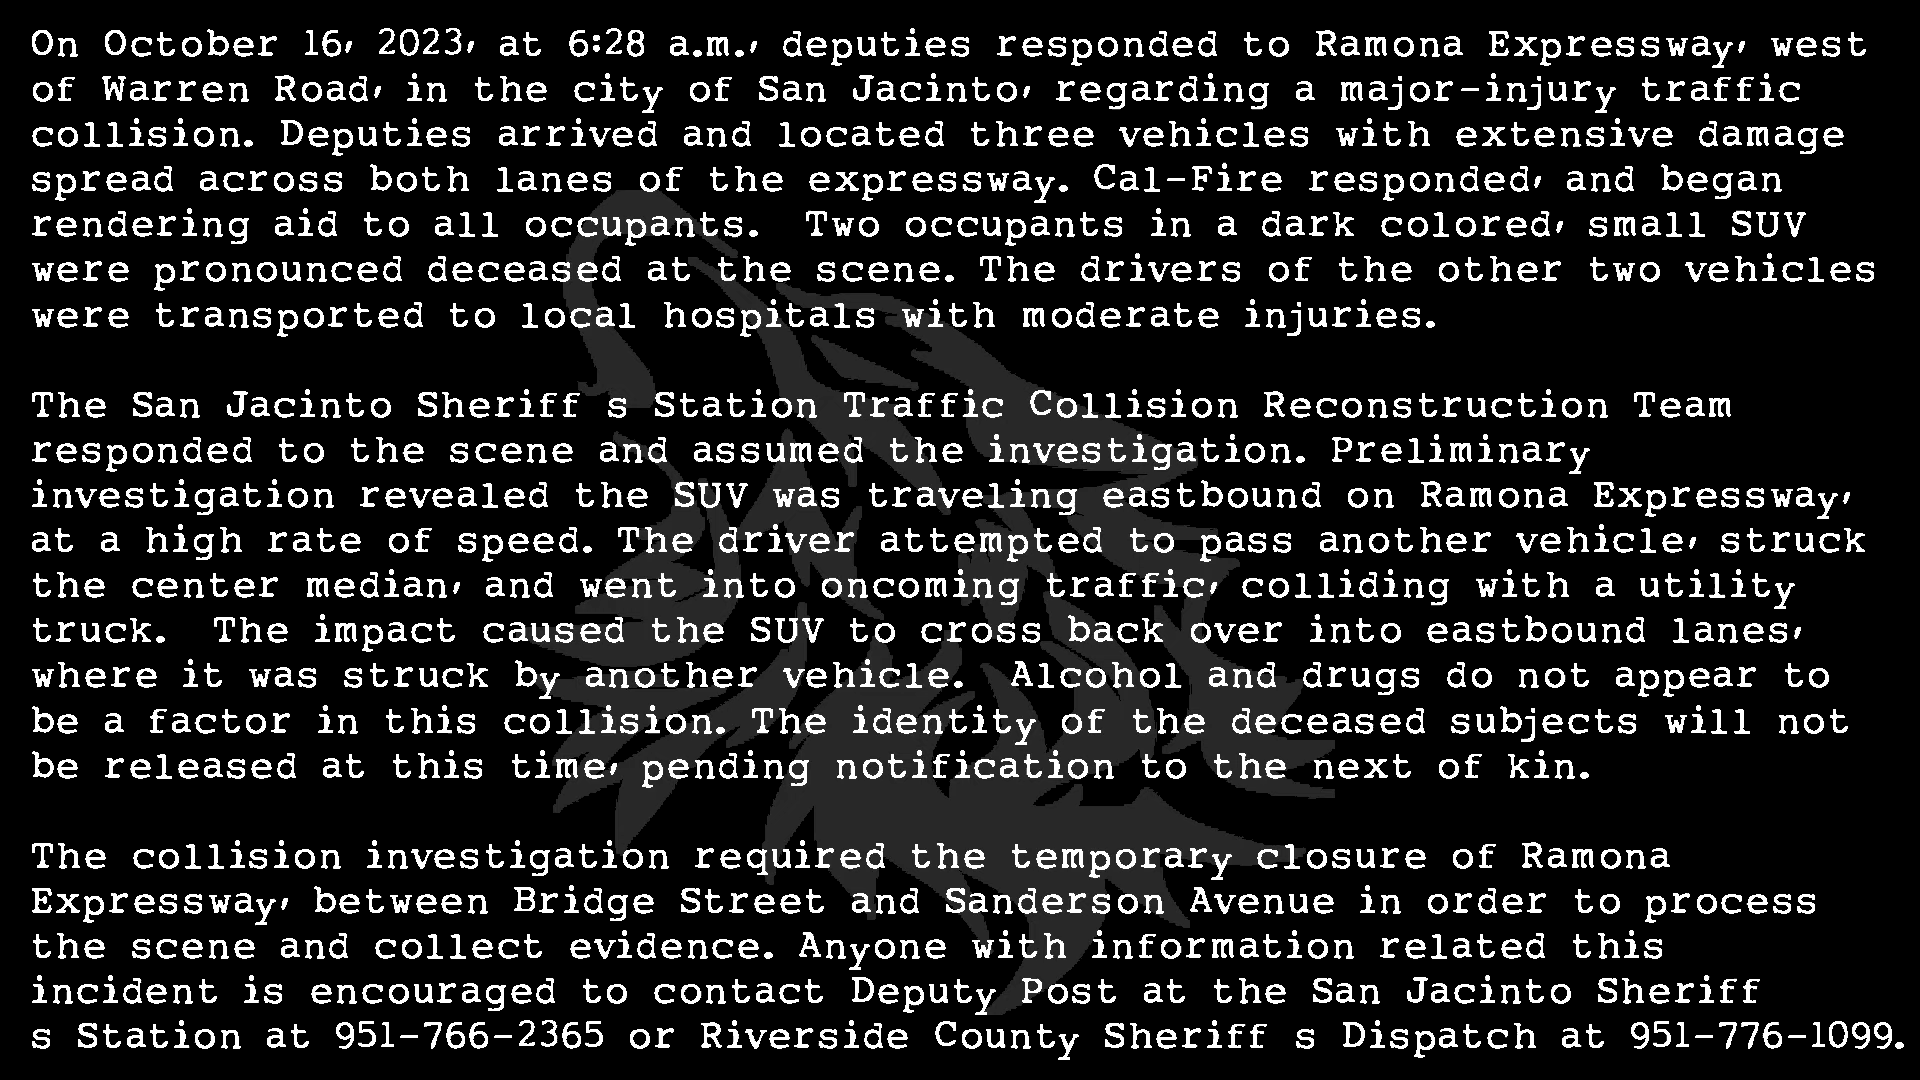 On October 16, 2023, at 6:28 a.m., deputies responded to Ramona Expressway, west
of Warren Road, in the city of San Jacinto, regarding a major-injury traffic
collision. Deputies arrived and located three vehicles with extensive damage
spread across both lanes of the expressway. Cal-Fire responded, and began
rendering aid to all occupants.  Two occupants in a dark colored, small SUV
were pronounced deceased at the scene. The drivers of the other two vehicles
were transported to local hospitals with moderate injuries.

The San Jacinto Sheriff s Station Traffic Collision Reconstruction Team
responded to the scene and assumed the investigation. Preliminary
investigation revealed the SUV was traveling eastbound on Ramona Expressway,
at a high rate of speed. The driver attempted to pass another vehicle, struck
the center median, and went into oncoming traffic, colliding with a utility
truck.  The impact caused the SUV to cross back over into eastbound lanes,
where it was struck by another vehicle.  Alcohol and drugs do not appear to
be a factor in this collision. The identity of the deceased subjects will not
be released at this time, pending notification to the next of kin.

The collision investigation required the temporary closure of Ramona
Expressway, between Bridge Street and Sanderson Avenue in order to process
the scene and collect evidence. Anyone with information related this
incident is encouraged to contact Deputy Post at the San Jacinto Sheriff
s Station at 951-766-2365 or Riverside County Sheriff s Dispatch at 951-776-1099.